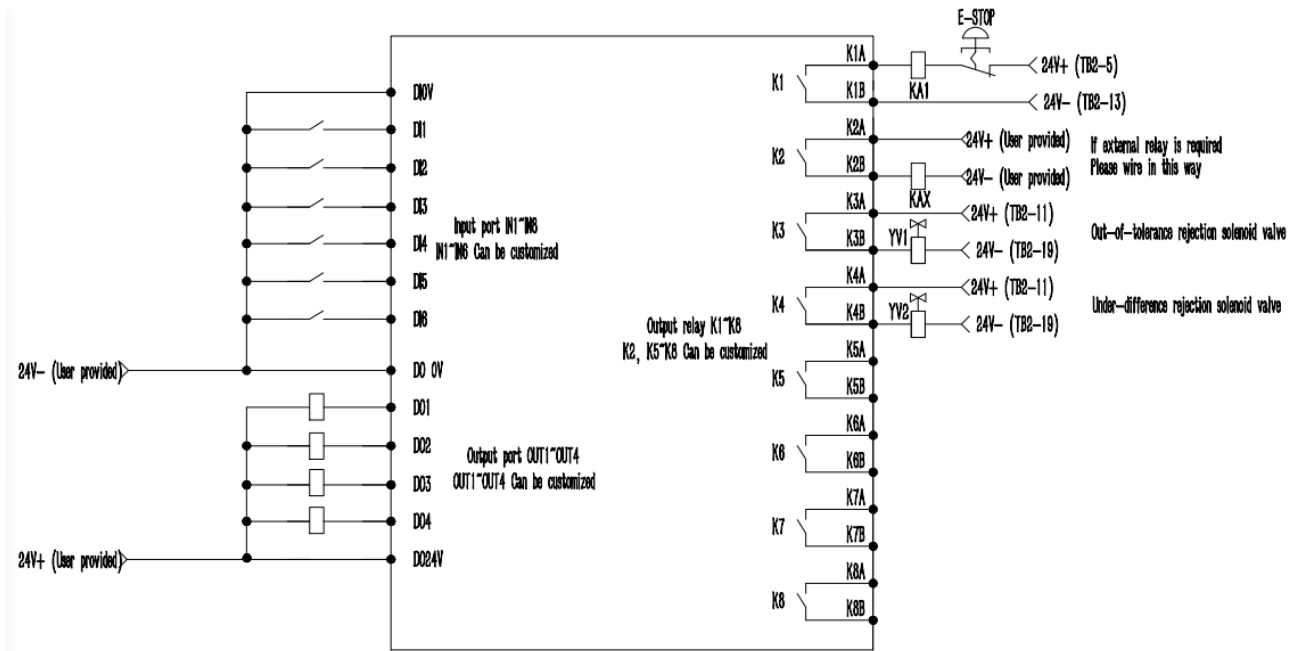 E-STOP
K1A
K1
KA1
24V+ (TB2-5)
K1B
24V- (TB2-13)
K2A
24V+ (User provided)
K2
K2B
24V- (User provided)
KAX
If external relay is required
Please wire in this way
K3A
24V+ (TB2-11)
K3
K3B
YV1
24V- (TB2-19)
Out-of-tolerance rejection solenoid valve
K4A
24V+ (TB2-11)
K4
K4B
YV2
24V- (TB2-19)
Under-difference rejection solenoid valve
K5A
K5
K5B
K6A
K6
K6B
K7A
K7
K7B
K8A
K8
K8B
Output relay K1~K8
K2, K5~K8 Can be customized
DI0V
DI1
DI2
DI3
DI4
DI5
DI6
Input port IN1~IN8
IN1~IN6 Can be customized
24V- (User provided)
DO 0V
DO1
DO2
DO3
DO4
Output port OUT1~OUT4
OUT1~OUT4 Can be customized
24V+ (User provided)
DO24V